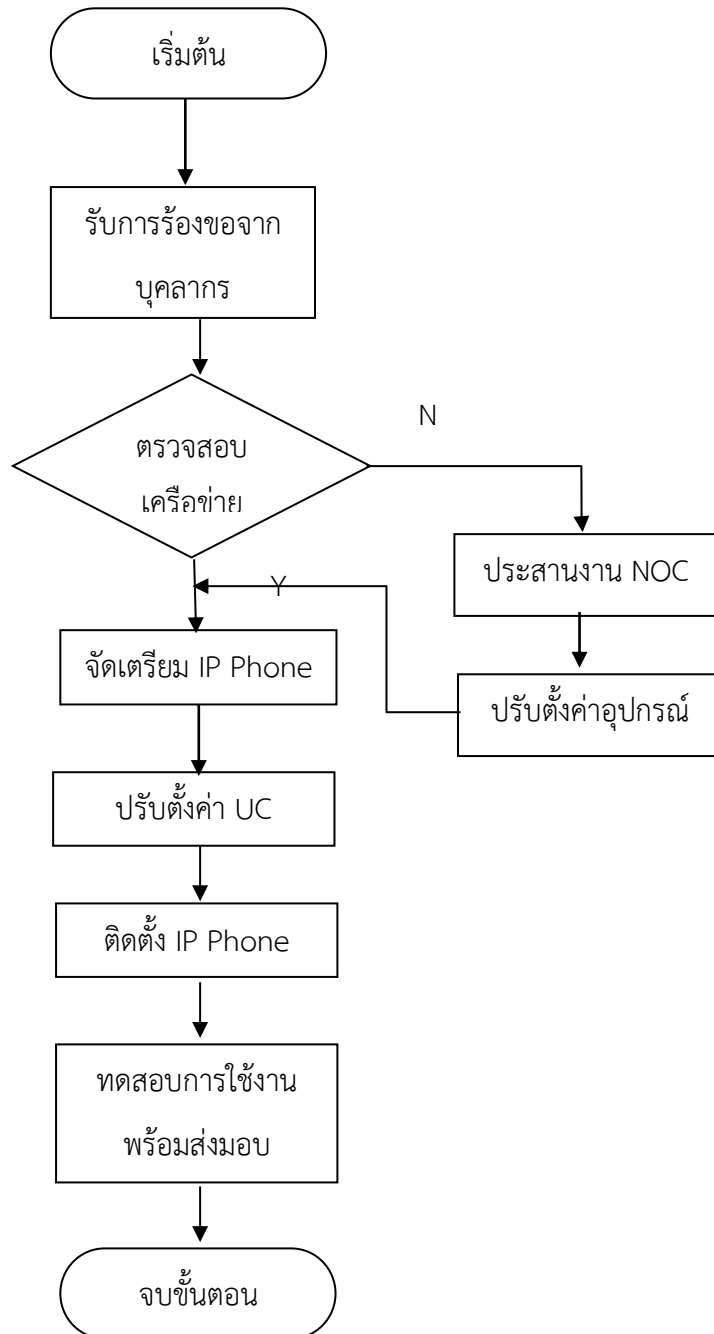 เริ่มต้น
รับการร้องขอจาก
บุคลากร
N
ตรวจสอบ
เครือข่าย
ประสานงาน NOC
Y
จัดเตรียม IP Phone
ปรับตั้งค่าอุปกรณ์
ปรับตั้งค่า UC
ติดตั้ง IP Phone
ทดสอบการใช้งาน
พร้อมส่งมอบ
จบขั้นตอน